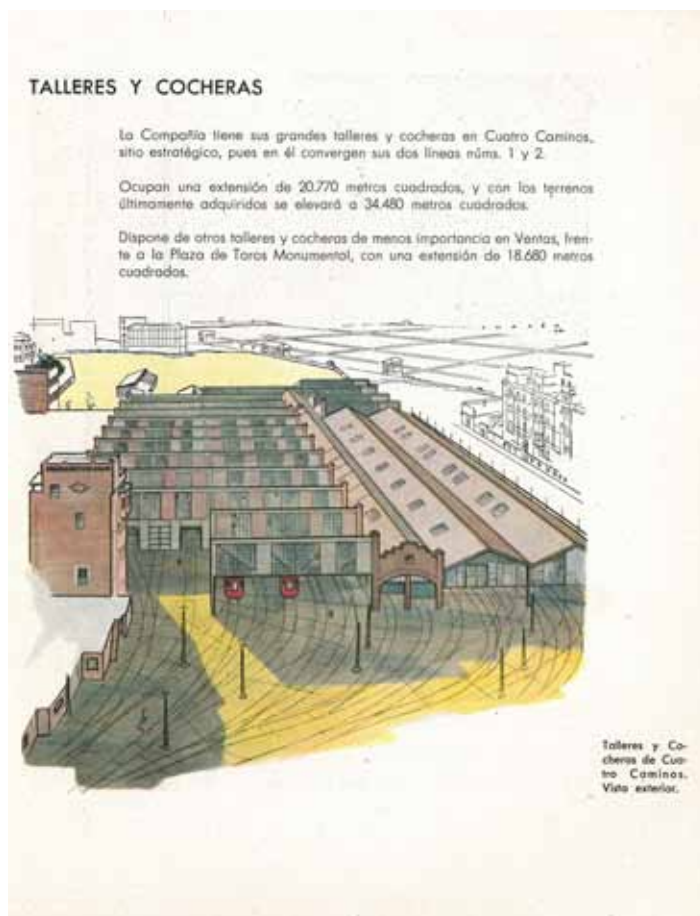 TALLERES Y COCHERAS
La Compañía tiene sus grandes talleres y cocheras en Cuatro Caminos,
sitio estratégico, pues en él convergen sus dos líneas núms. 1 y 2.
Ocupan una extensión de 20.770 metros cuadrados, y con los terrenos
últimamente adquiridos se elevará a 34.480 metros cuadrados.
Dispone de otros talleres y cocheras de menos importancia en Ventas, fren-
te a la Plaza de Toros Monumental, con una extensión de 18.680 metros
cuadrados.
Talleres y Co-
cheras de Cua-
tro Caminos.
Vista exterior.